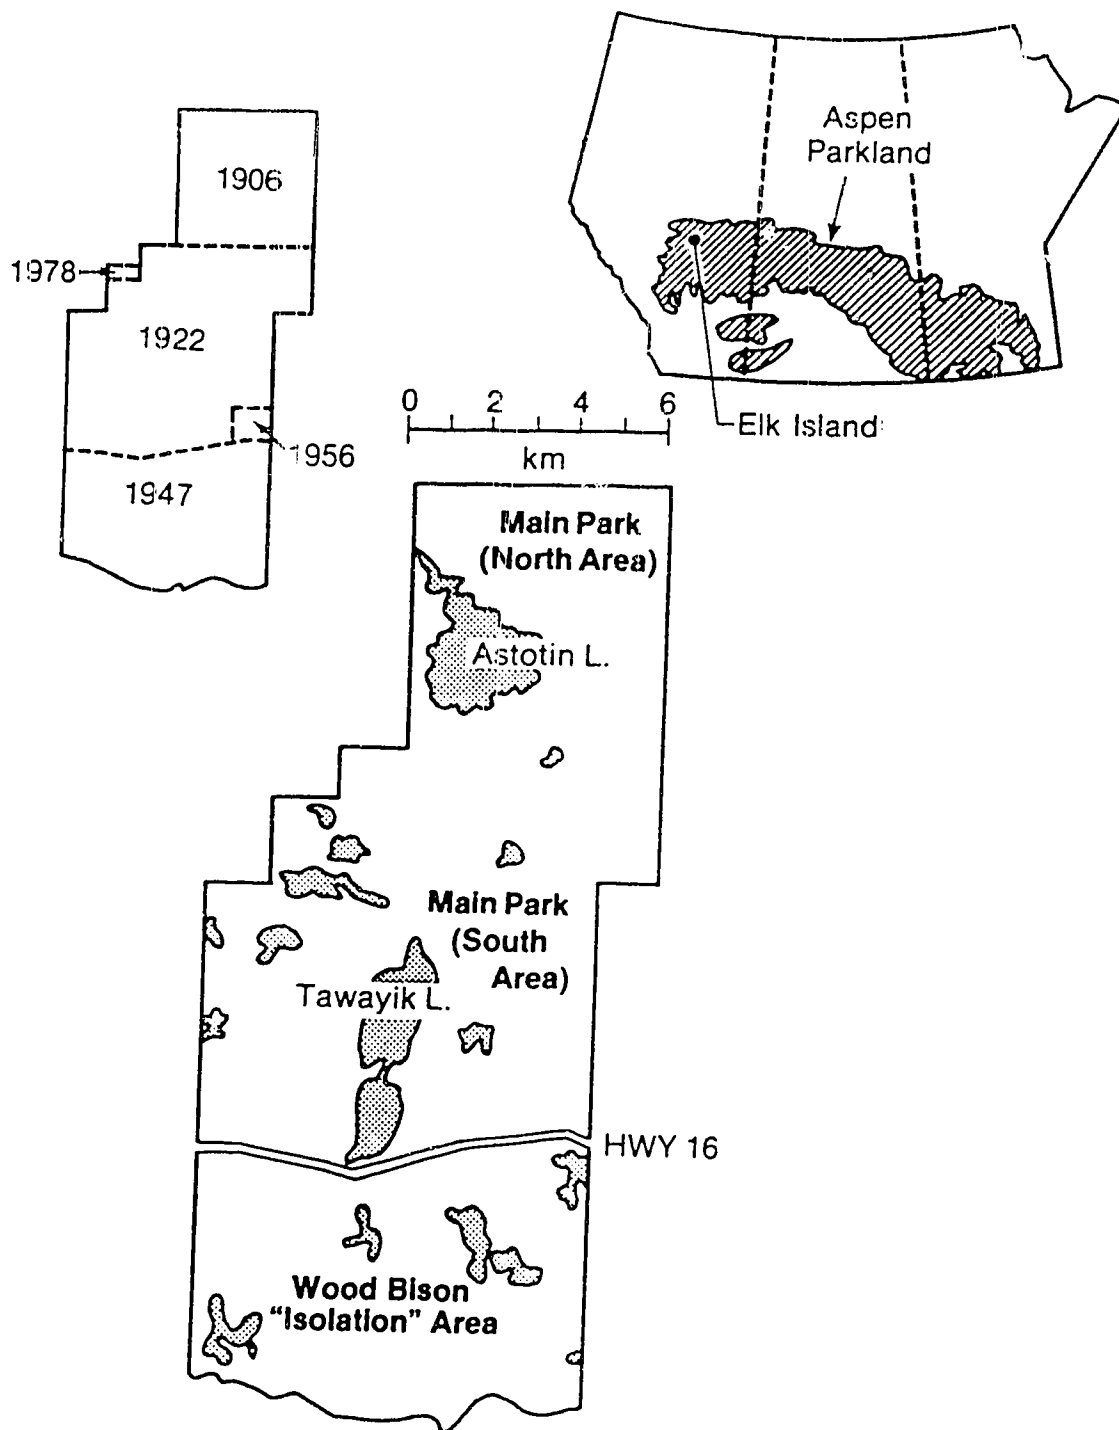 1906
1978
1922
1956
1947
Aspen
Parkland
Elk Island
0 2 4 6
km
Main Park
(North Area)
Astotin L.
Main Park
(South
Area)
Tawayik L.
HWY 16
Wood Bison
"Isolation" Area